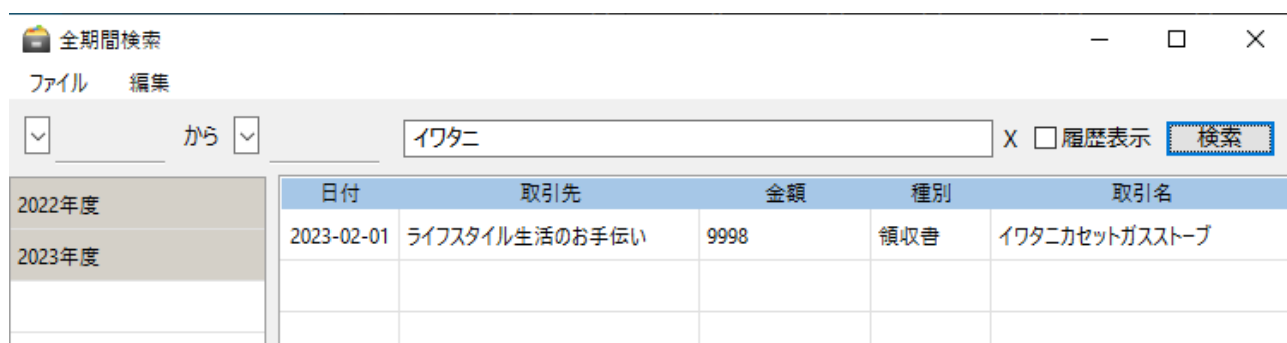 全期間検索
ファイル 編集
から イワタニ X 履歴表示 検索
日付 取引先 金額 種別 取引名
2022年度
2023-02-01 ライフスタイル生活のお手伝い 9998 領収書 イワタニカセットガスストーブ
2023年度